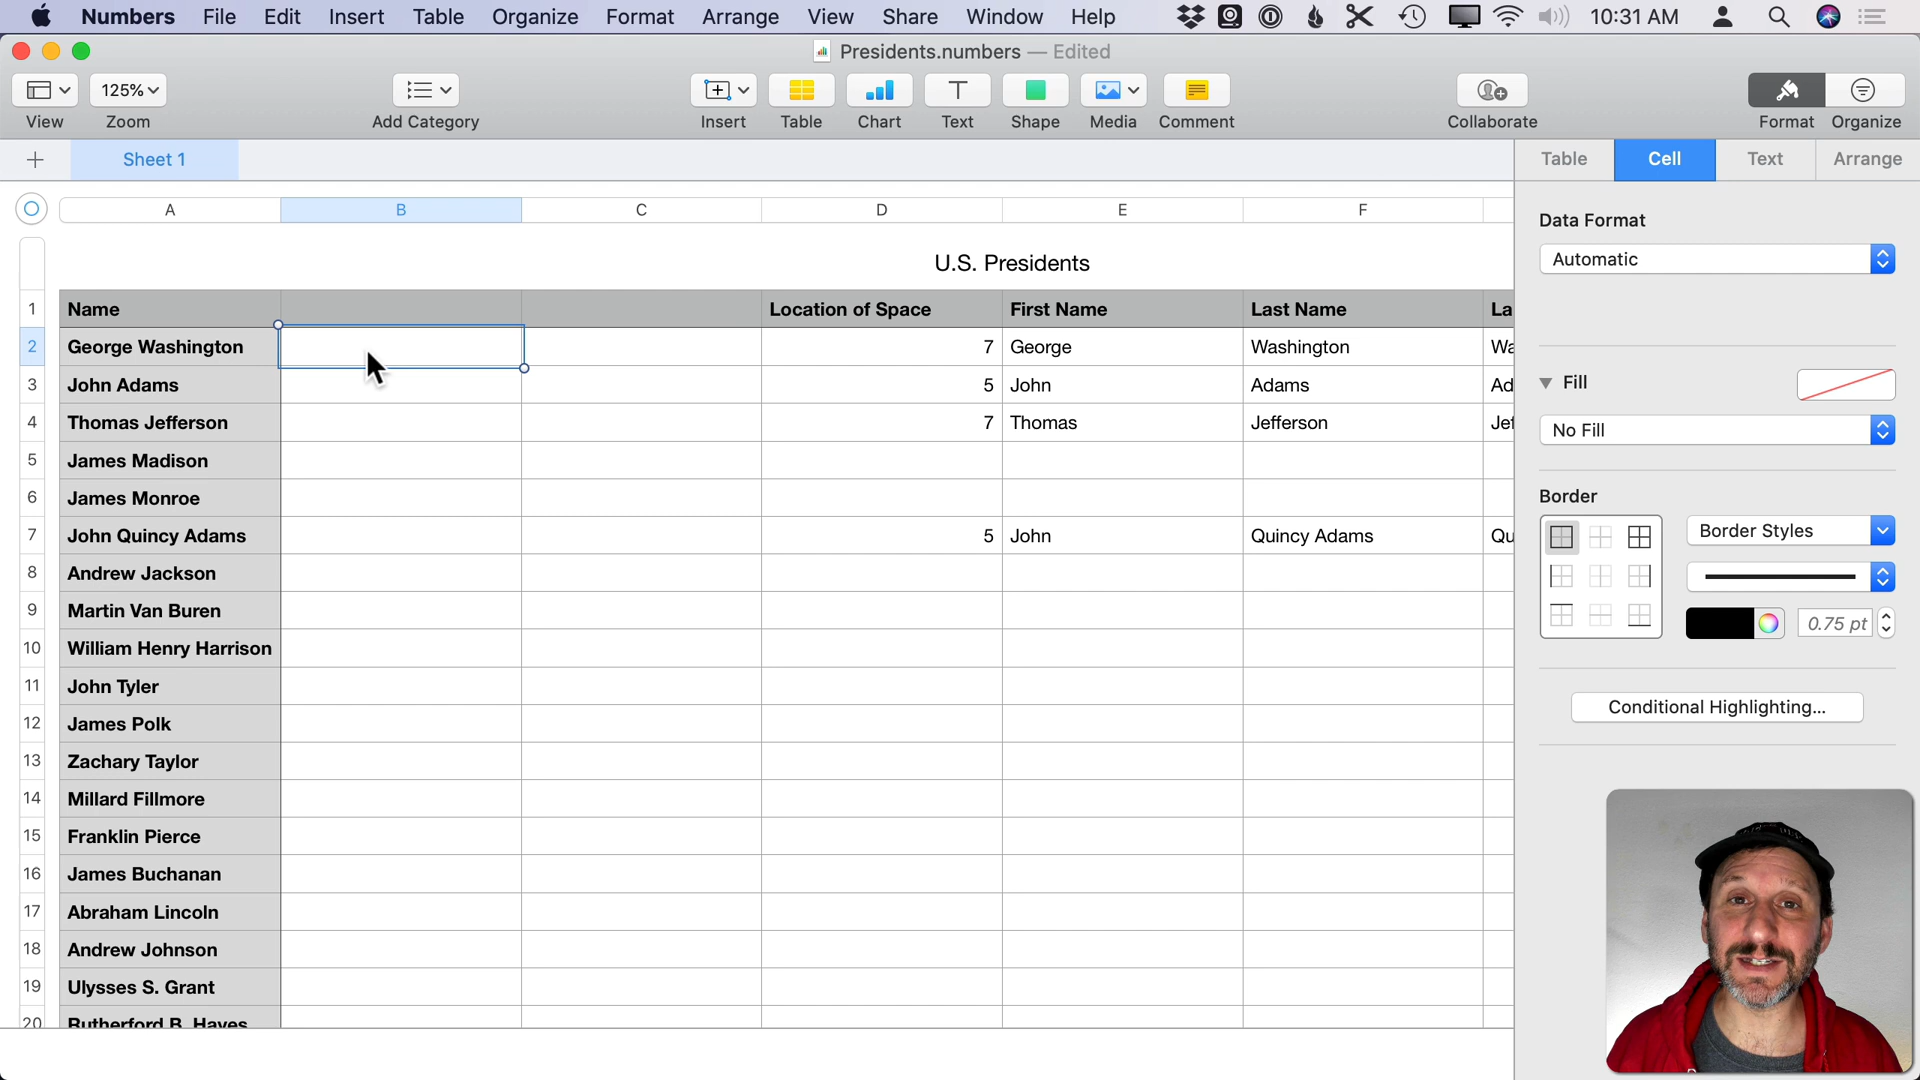 Numbers File Edit Insert Table Organize Format Arrange View Share Window Help 10:31 AM
Presidents.numbers — Edited
125%
View Zoom Add Category Insert Table Chart Text Shape Media Comment Collaborate Format Organize
Sheet 1
Table Cell Text Arrange
A B C D E F
U.S. Presidents
1 Name Location of Space First Name Last Name La
2 George Washington 7 George Washington Wa
3 John Adams 5 John Adams Ad
4 Thomas Jefferson 7 Thomas Jefferson Jef
5 James Madison
6 James Monroe
7 John Quincy Adams 5 John Quincy Adams Qu
8 Andrew Jackson
9 Martin Van Buren
10 William Henry Harrison
11 John Tyler
12 James Polk
13 Zachary Taylor
14 Millard Fillmore
15 Franklin Pierce
16 James Buchanan
17 Abraham Lincoln
18 Andrew Johnson
19 Ulysses S. Grant
20 Rutherford B. Hayes
Data Format
Automatic
Fill
No Fill
Border
Border Styles
0.75 pt
Conditional Highlighting...